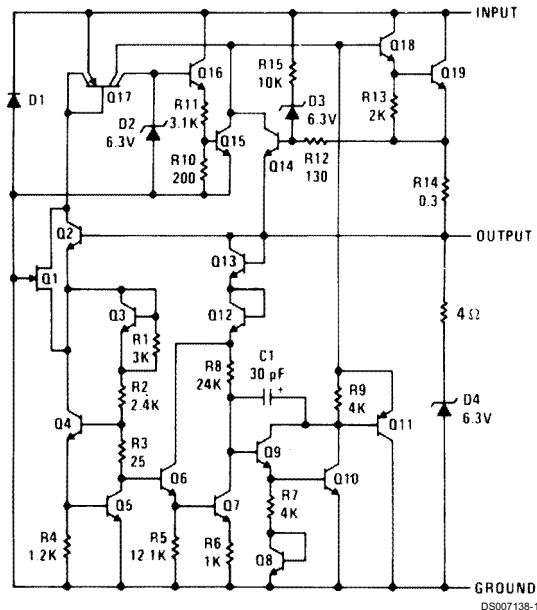 INPUT
Q18
Q19
R15
10K
Q16
Q17
D1
D3
6.3V
R13
2K
R11
3.1K
D2
6.3V
Q15
Q14
R12
130
R10
200
R14
0.3
Q2
OUTPUT
Q1
Q13
Q3
Q12
4Ω
R1
3K
C1
30 pF
+
R8
24K
R2
2.4K
R9
4K
D4
6.3V
Q11
Q4
R3
25
Q9
Q6
Q10
Q5
Q7
R7
4K
R4
1.2K
R5
12.1K
R6
1K
Q8
GROUND
DS007138-1